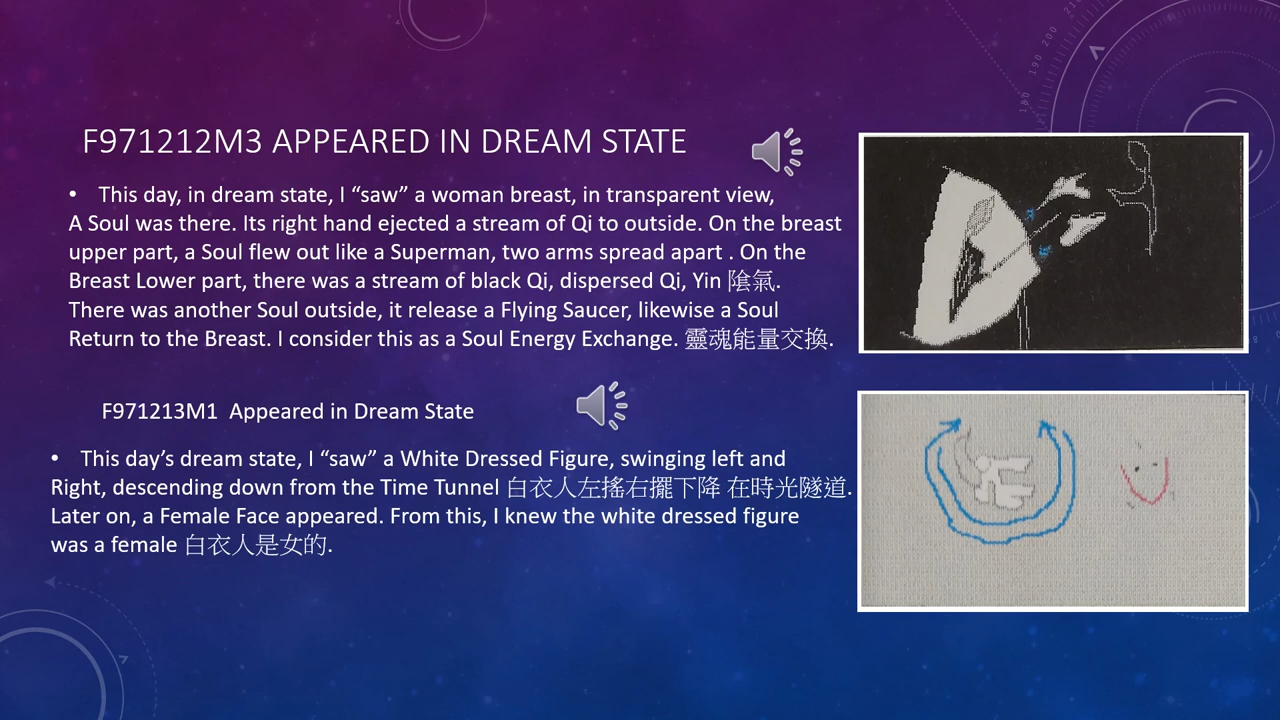 F971212M3 APPEARED IN DREAM STATE
• This day, in dream state, I “saw” a woman breast, in transparent view,
A Soul was there. Its right hand ejected a stream of Qi to outside. On the breast
upper part, a Soul flew out like a Superman, two arms spread apart . On the
Breast Lower part, there was a stream of black Qi, dispersed Qi, Yin 陰氣.
There was another Soul outside, it release a Flying Saucer, likewise a Soul
Return to the Breast. I consider this as a Soul Energy Exchange. 靈魂能量交換.
F971213M1 Appeared in Dream State
• This day’s dream state, I “saw” a White Dressed Figure, swinging left and
Right, descending down from the Time Tunnel 白衣人左搖右擺下降 在時光隧道.
Later on, a Female Face appeared. From this, I knew the white dressed figure
was a female 白衣人是女的.
180 190 200 210